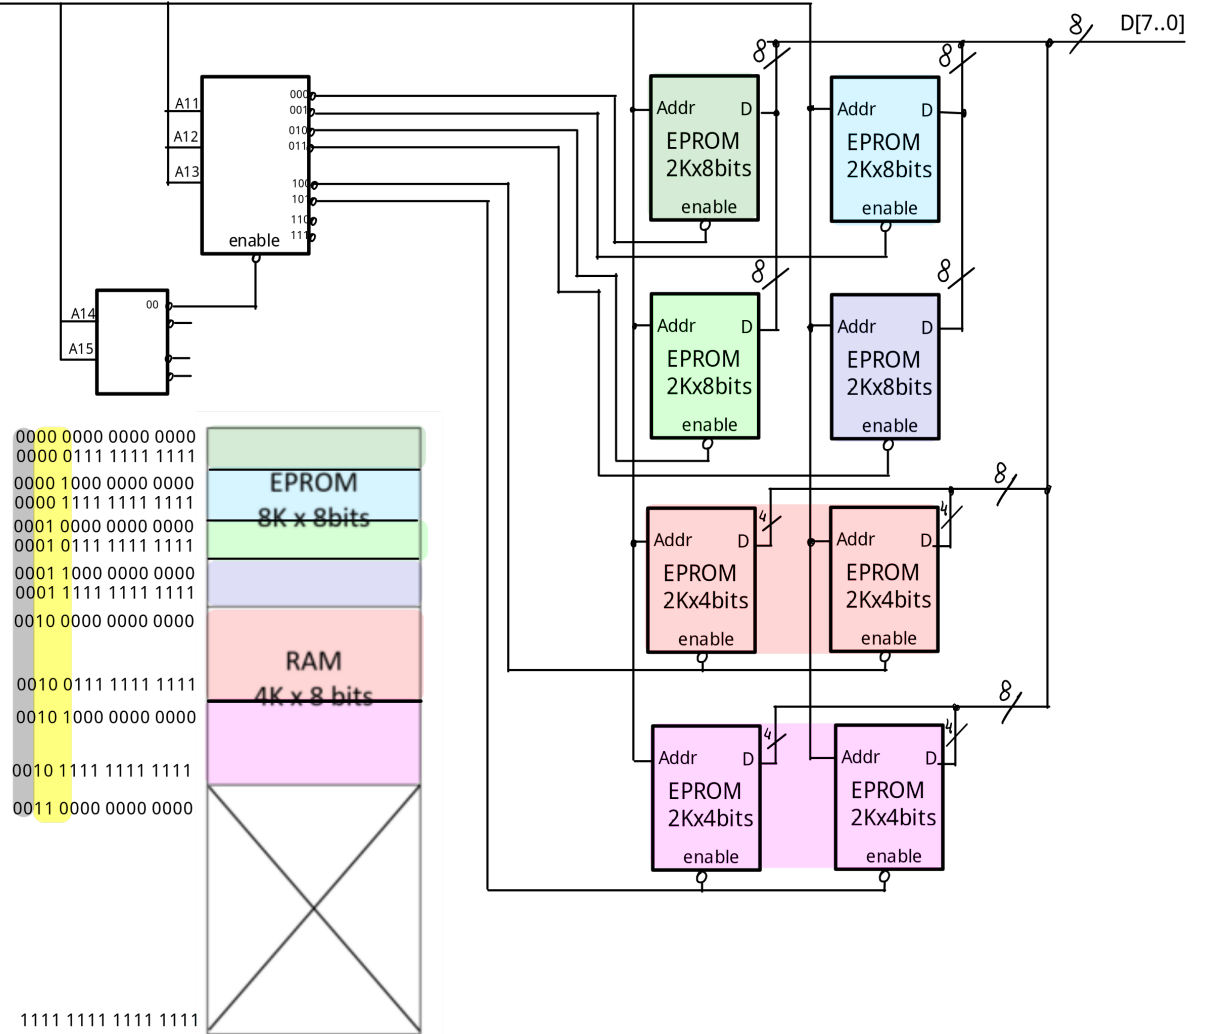 8 D[7..0]
8 8
A11 000
001
A12 010
011
A13 100
101
110
111
enable
Addr D
EPROM
2Kx8bits
enable
Addr D
EPROM
2Kx8bits
enable
A14 00
A15
8 8
Addr D
EPROM
2Kx8bits
enable
Addr D
EPROM
2Kx8bits
enable
0000 0000 0000 0000
0000 0111 1111 1111
0000 1000 0000 0000
0000 1111 1111 1111
0001 0000 0000 0000
0001 0111 1111 1111
0001 1000 0000 0000
0001 1111 1111 1111
0010 0000 0000 0000
0010 0111 1111 1111
0010 1000 0000 0000
0010 1111 1111 1111
0011 0000 0000 0000
1111 1111 1111 1111
EPROM
8K x 8bits
RAM
4K x 8 bits
8
4 4
Addr D
EPROM
2Kx4bits
enable
Addr D
EPROM
2Kx4bits
enable
8
4 4
Addr D
EPROM
2Kx4bits
enable
Addr D
EPROM
2Kx4bits
enable